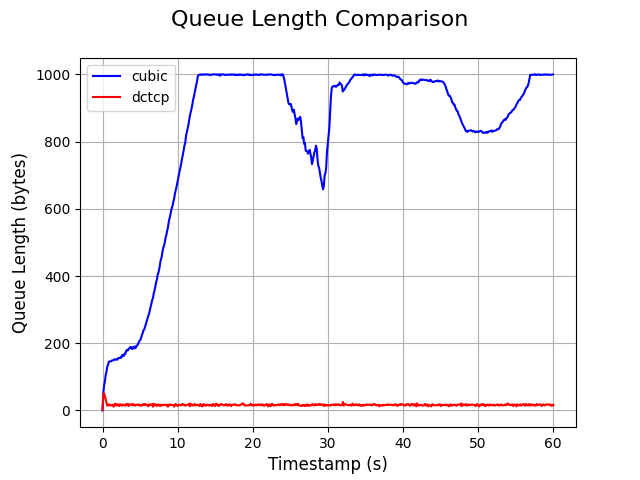 Queue Length Comparison
cubic
dctcp
Queue Length (bytes)
1000
800
600
400
200
0
0 10 20 30 40 50 60
Timestamp (s)